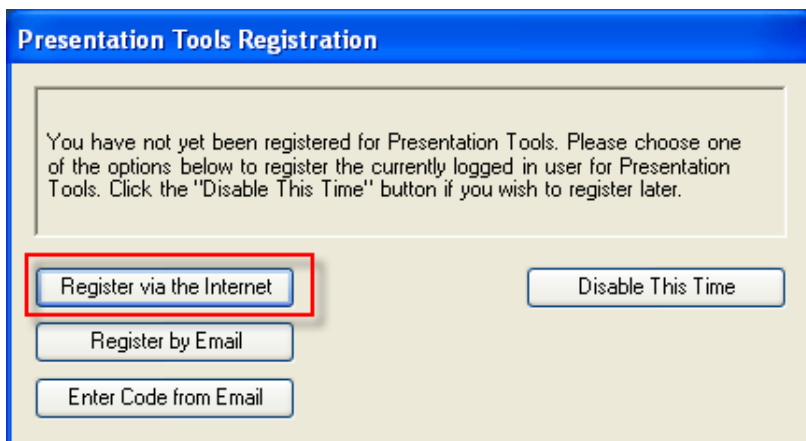 Presentation Tools Registration
You have not yet been registered for Presentation Tools. Please choose one
of the options below to register the currently logged in user for Presentation
Tools. Click the "Disable This Time" button if you wish to register later.
Register via the Internet
Disable This Time
Register by Email
Enter Code from Email